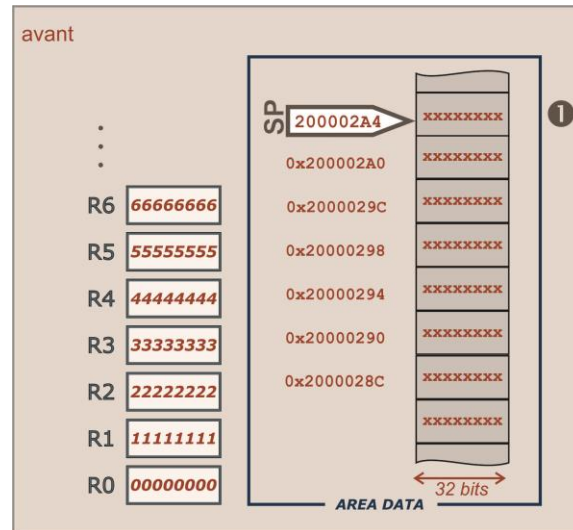 avant
SP
200002A4
xxxxxxxx
❶
0x200002A0
xxxxxxxx
0x2000029C
xxxxxxxx
0x20000298
xxxxxxxx
0x20000294
xxxxxxxx
0x20000290
xxxxxxxx
0x2000028C
xxxxxxxx
xxxxxxxx
R6 66666666
R5 55555555
R4 44444444
R3 33333333
R2 22222222
R1 11111111
R0 00000000
32 bits
AREA DATA